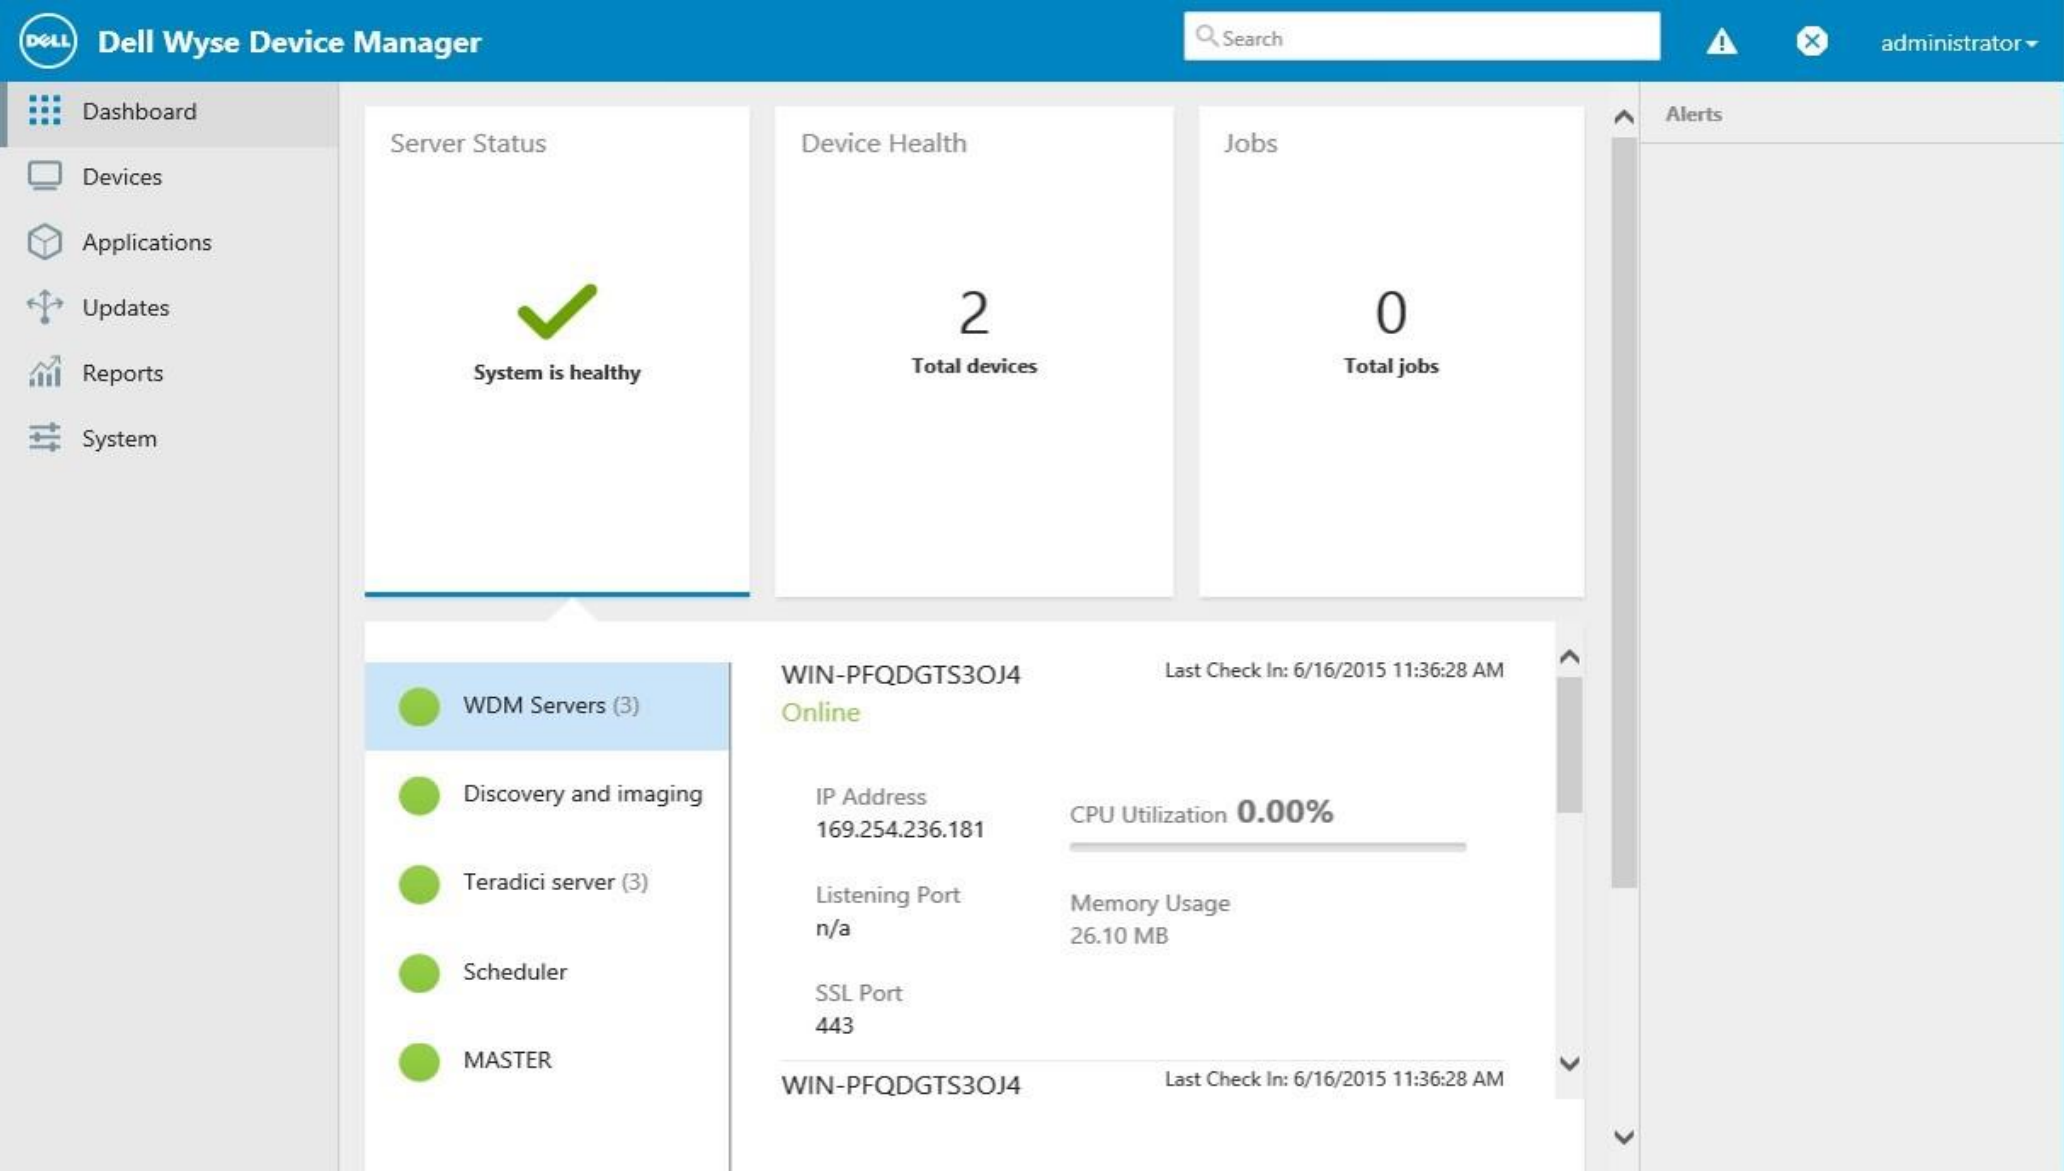 DELL
Dell Wyse Device Manager
Search
administrator
Dashboard
Devices
Applications
Updates
Reports
System
Server Status
System is healthy
Device Health
2
Total devices
Jobs
0
Total jobs
Alerts
WDM Servers (3)
Discovery and imaging
Teradici server (3)
Scheduler
MASTER
WIN-PFQDGTS3OJ4
Last Check In: 6/16/2015 11:36:28 AM
Online
IP Address
169.254.236.181
CPU Utilization 0.00%
Listening Port
n/a
Memory Usage
26.10 MB
SSL Port
443
WIN-PFQDGTS3OJ4
Last Check In: 6/16/2015 11:36:28 AM